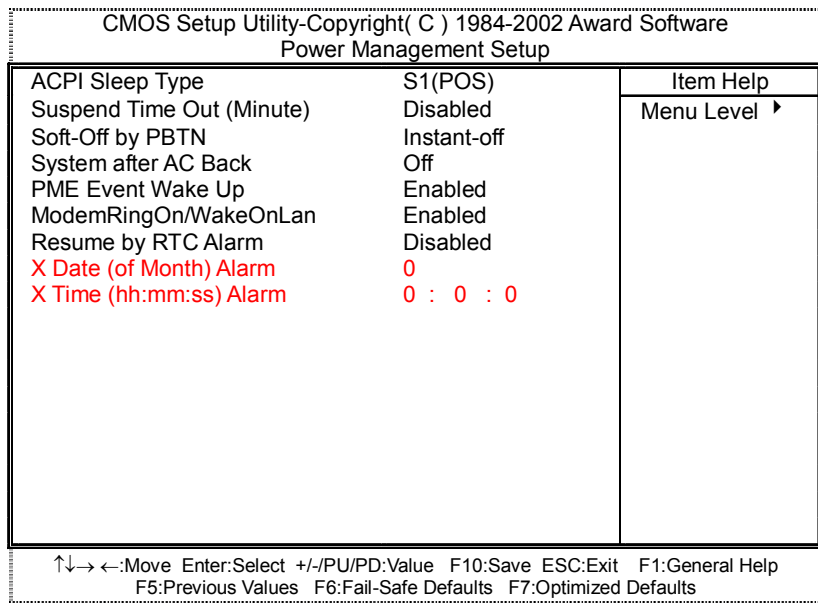 CMOS Setup Utility-Copyright( C ) 1984-2002 Award Software
Power Management Setup
ACPI Sleep Type S1(POS)
Suspend Time Out (Minute) Disabled
Soft-Off by PBTN Instant-off
System after AC Back Off
PME Event Wake Up Enabled
ModemRingOn/WakeOnLan Enabled
Resume by RTC Alarm Disabled
X Date (of Month) Alarm 0
X Time (hh:mm:ss) Alarm 0 : 0 : 0
Item Help
Menu Level ▶
↑↓→ ←:Move Enter:Select +/-/PU/PD:Value F10:Save ESC:Exit F1:General Help
F5:Previous Values F6:Fail-Safe Defaults F7:Optimized Defaults